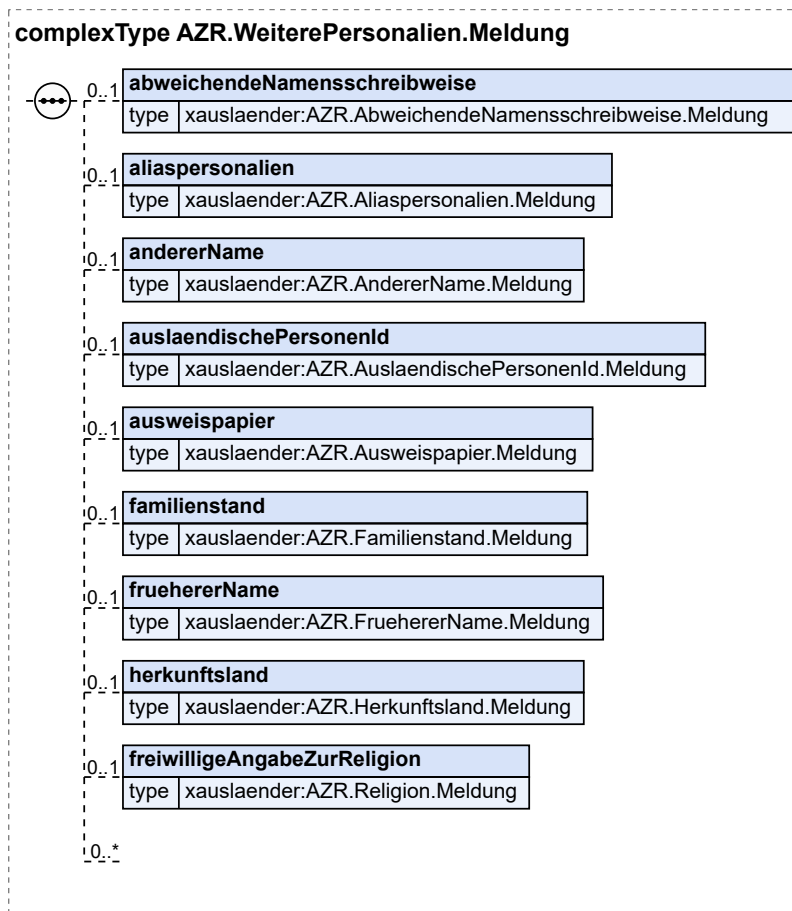 complexType AZR.WeiterePersonalien.Meldung
0..1 abweichendeNamensschreibweise
type xauslaender:AZR.AbweichendeNamensschreibweise.Meldung
0..1 aliaspersonalien
type xauslaender:AZR.Aliaspersonalien.Meldung
0..1 andererName
type xauslaender:AZR.AndererName.Meldung
0..1 auslaendischePersonenId
type xauslaender:AZR.AuslaendischePersonenId.Meldung
0..1 ausweispapier
type xauslaender:AZR.Ausweispapier.Meldung
0..1 familienstand
type xauslaender:AZR.Familienstand.Meldung
0..1 fruehererName
type xauslaender:AZR.FruehererName.Meldung
0..1 herkunftsland
type xauslaender:AZR.Herkunftsland.Meldung
0..1 freiwilligeAngabeZurReligion
type xauslaender:AZR.Religion.Meldung
0..*